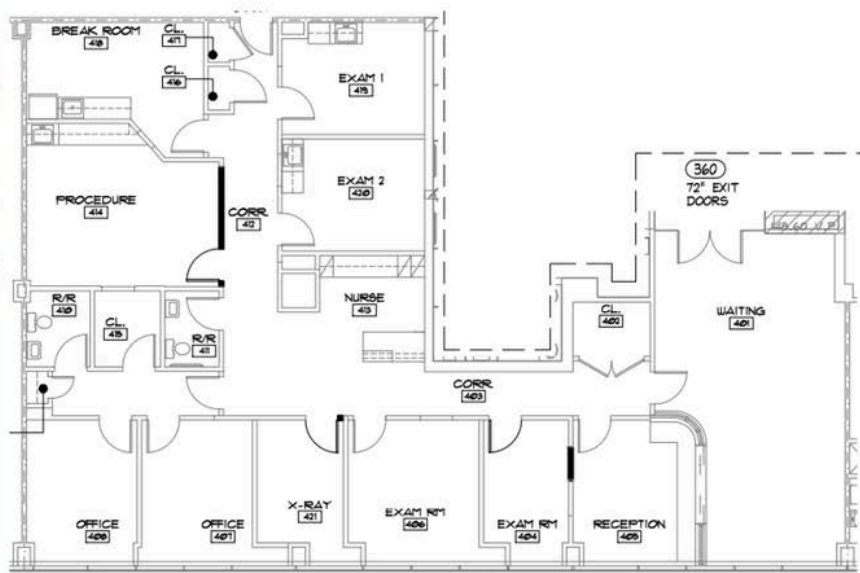 BREAK ROOM
418
CL.
417
CL.
416
EXAM 1
419
EXAM 2
420
PROCEDURE
414
CORR.
412
360
72" EXIT
DOORS
R/R
410
CL.
415
R/R
411
NURSE
413
CL.
402
WAITING
401
CORR
403
OFFICE
408
OFFICE
407
X-RAY
421
EXAM RM
406
EXAM RM
404
RECEPTION
405